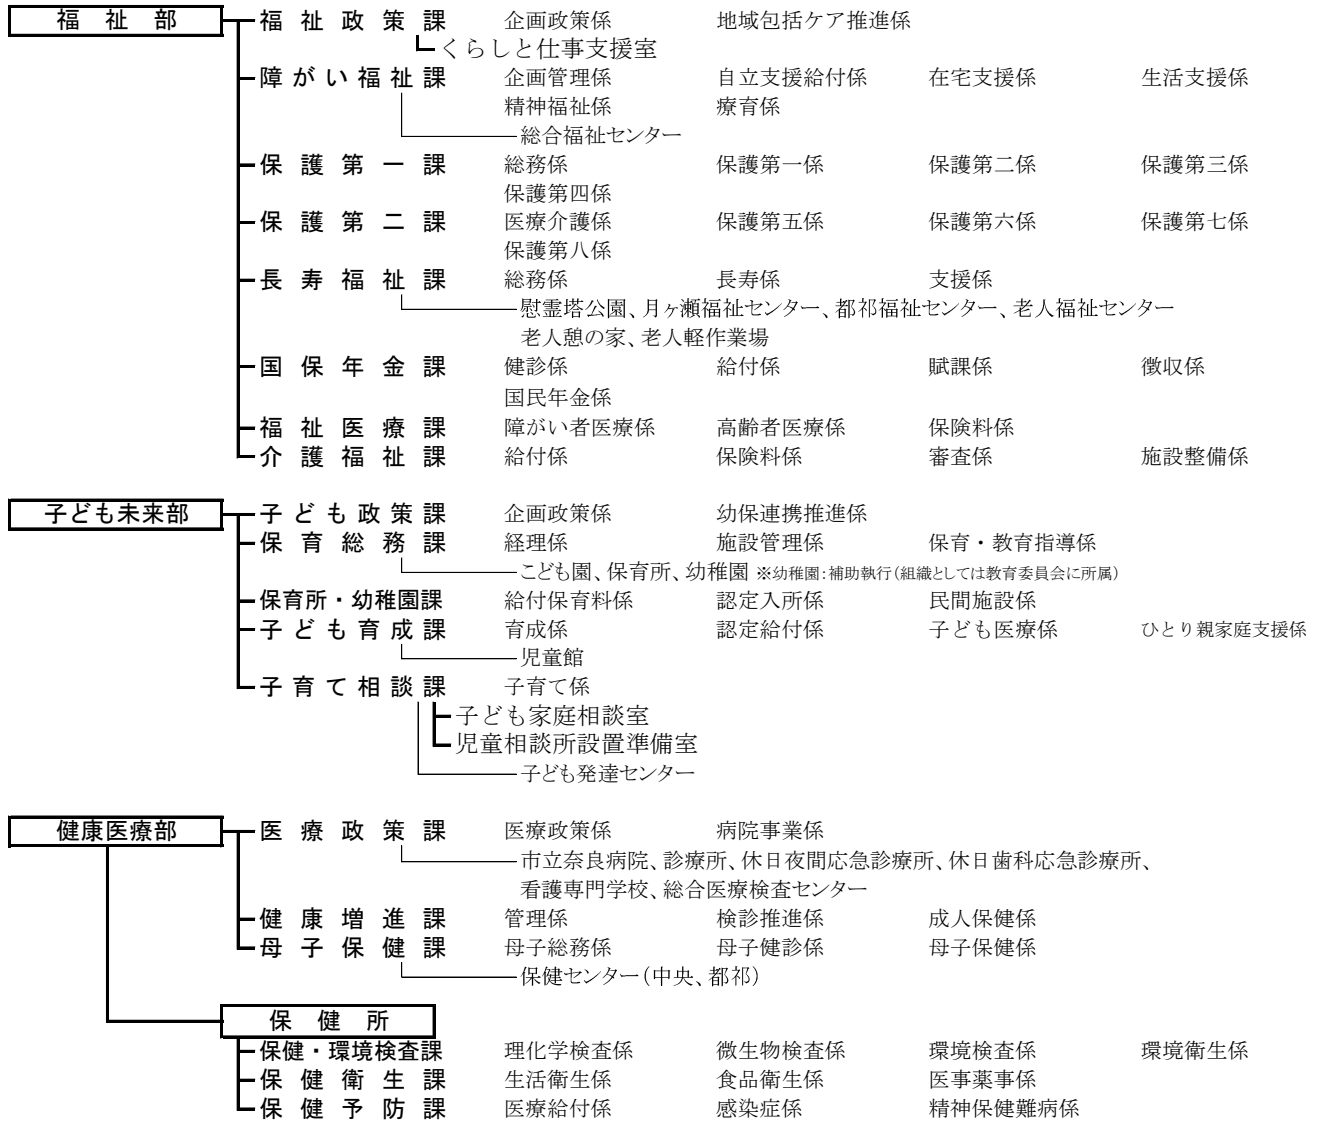 福祉部 福祉政策課 企画政策係 地域包括ケア推進係
くらしと仕事支援室
障がい福祉課 企画管理係 自立支援給付係 在宅支援係 生活支援係
精神福祉係 療育係
総合福祉センター
保護第一課 総務係 保護第一係 保護第二係 保護第三係
保護第四係
保護第二課 医療介護係 保護第五係 保護第六係 保護第七係
保護第八係
長寿福祉課 総務係 長寿係 支援係
慰霊塔公園、月ヶ瀬福祉センター、都祁福祉センター、老人福祉センター
老人憩の家、老人軽作業場
国保年金課 健診係 給付係 賦課係 徴収係
国民年金係
福祉医療課 障がい者医療係 高齢者医療係 保険料係
介護福祉課 給付係 保険料係 審査係 施設整備係
子ども未来部 子ども政策課 企画政策係 幼保連携推進係
保育総務課 経理係 施設管理係 保育・教育指導係
こども園、保育所、幼稚園 ※幼稚園：補助執行(組織としては教育委員会に所属)
保育所・幼稚園課 給付保育料係 認定入所係 民間施設係
子ども育成課 育成係 認定給付係 子ども医療係 ひとり親家庭支援係
児童館
子育て相談課 子育て係
子ども家庭相談室
児童相談所設置準備室
子ども発達センター
健康医療部 医療政策課 医療政策係 病院事業係
市立奈良病院、診療所、休日夜間応急診療所、休日歯科応急診療所、
看護専門学校、総合医療検査センター
健康増進課 管理係 検診推進係 成人保健係
母子保健課 母子総務係 母子健診係 母子保健係
保健センター(中央、都祁)
保健所
保健・環境検査課 理化学検査係 微生物検査係 環境検査係 環境衛生係
保健衛生課 生活衛生係 食品衛生係 医事薬事係
保健予防課 医療給付係 感染症係 精神保健難病係